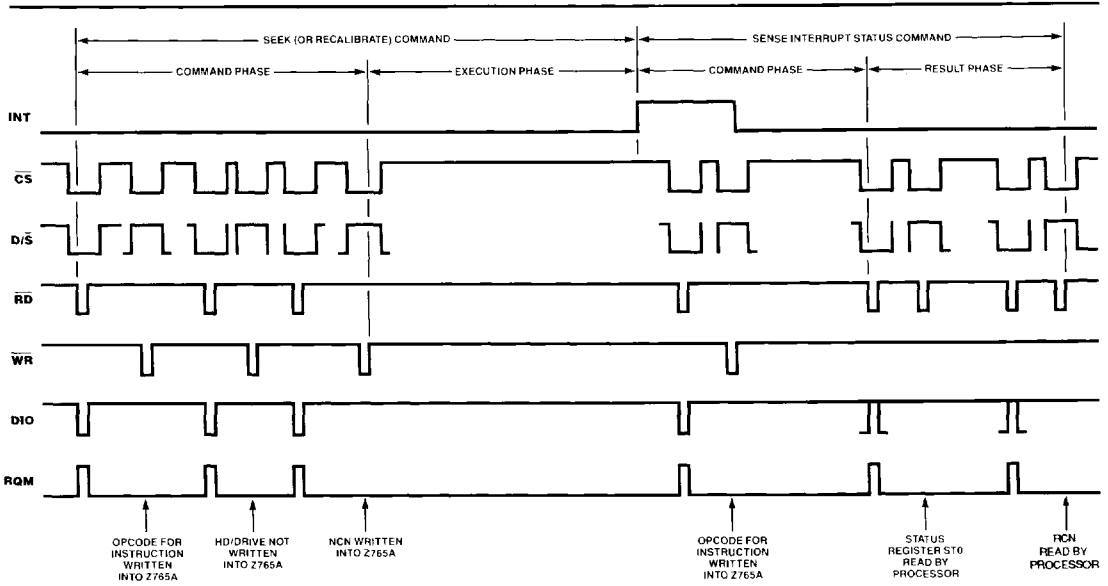 SEEK (OR RECALIBRATE) COMMAND
SENSE INTERRUPT STATUS COMMAND
COMMAND PHASE
EXECUTION PHASE
COMMAND PHASE
RESULT PHASE
INT
CS
D/S
RD
WR
DIO
RQM
OPCODE FOR
INSTRUCTION
WRITTEN
INTO Z765A
HD/DRIVE NOT
WRITTEN
INTO Z765A
NCN WRITTEN
INTO Z765A
OPCODE FOR
INSTRUCTION
WRITTEN
INTO Z765A
STATUS
REGISTER ST0
READ BY
PROCESSOR
RCN
READ BY
PROCESSOR